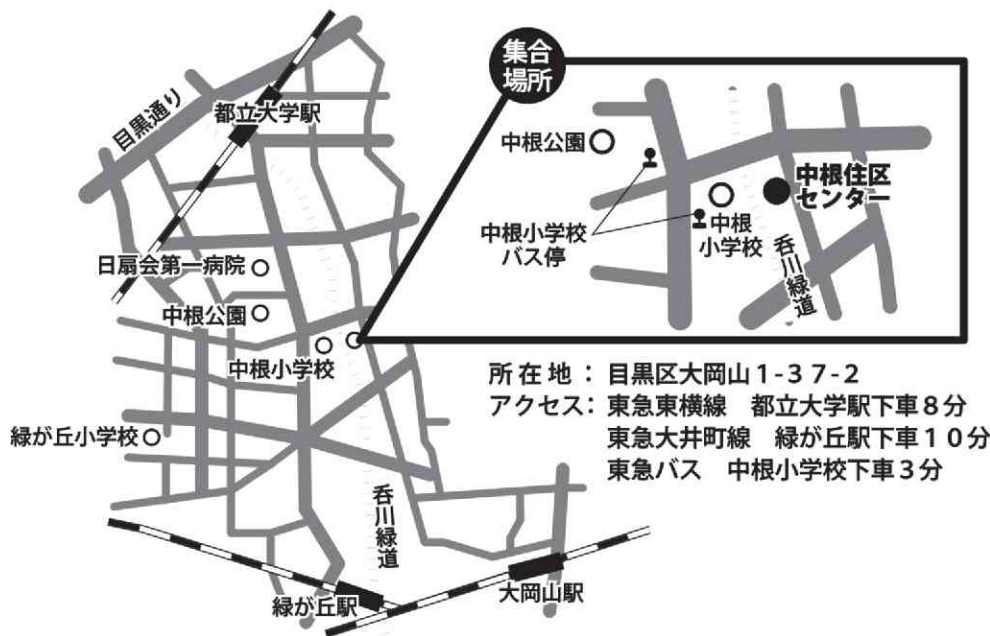 目黒通り
都立大学駅
日扇会第一病院
中根公園
中根小学校
緑が丘小学校
呑川緑道
緑が丘駅
大岡山駅
集合
場所
中根公園
中根小学校
バス停
中根
小学校
中根住区
センター
呑川緑道
所在地：目黒区大岡山1-37-2
アクセス：東急東横線　都立大学駅下車8分
東急大井町線　緑が丘駅下車10分
東急バス　中根小学校下車3分